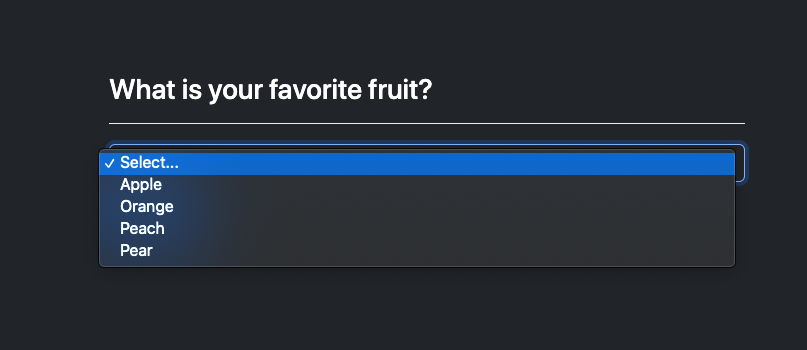 What is your favorite fruit?
✓ Select...
Apple
Orange
Peach
Pear